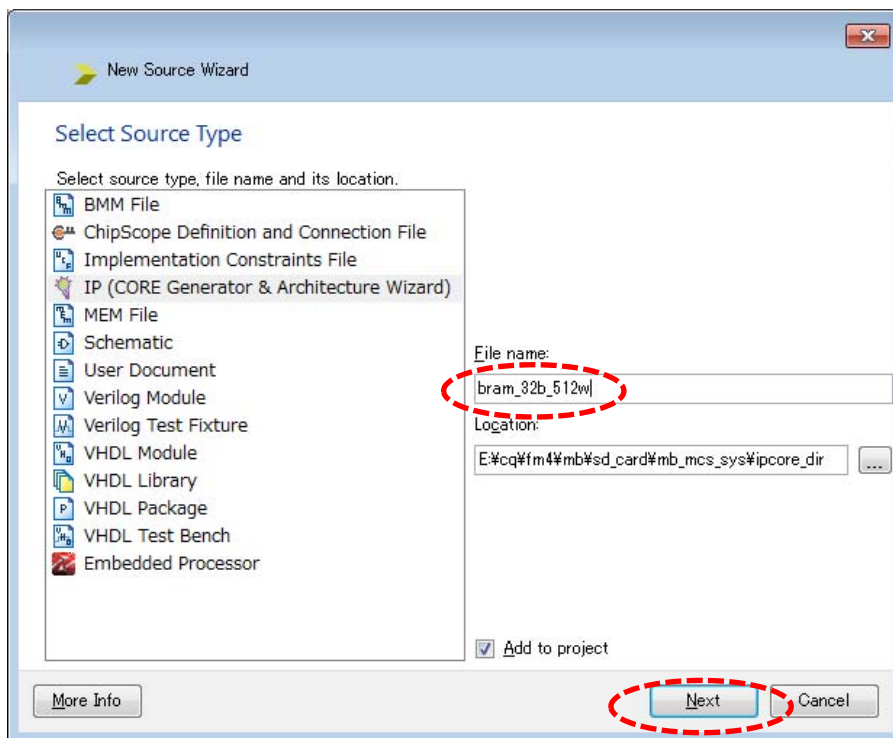 New Source Wizard
Select Source Type
Select source type, file name and its location.
BMM File
ChipScope Definition and Connection File
Implementation Constraints File
IP (CORE Generator & Architecture Wizard)
MEM File
Schematic
User Document
Verilog Module
Verilog Test Fixture
VHDL Module
VHDL Library
VHDL Package
VHDL Test Bench
Embedded Processor
File name:
bram_32b_512w
Location:
E:¥cq¥fm4¥mb¥sd_card¥mb_mcs_sys¥ipcore_dir
...
Add to project
More Info
Next
Cancel